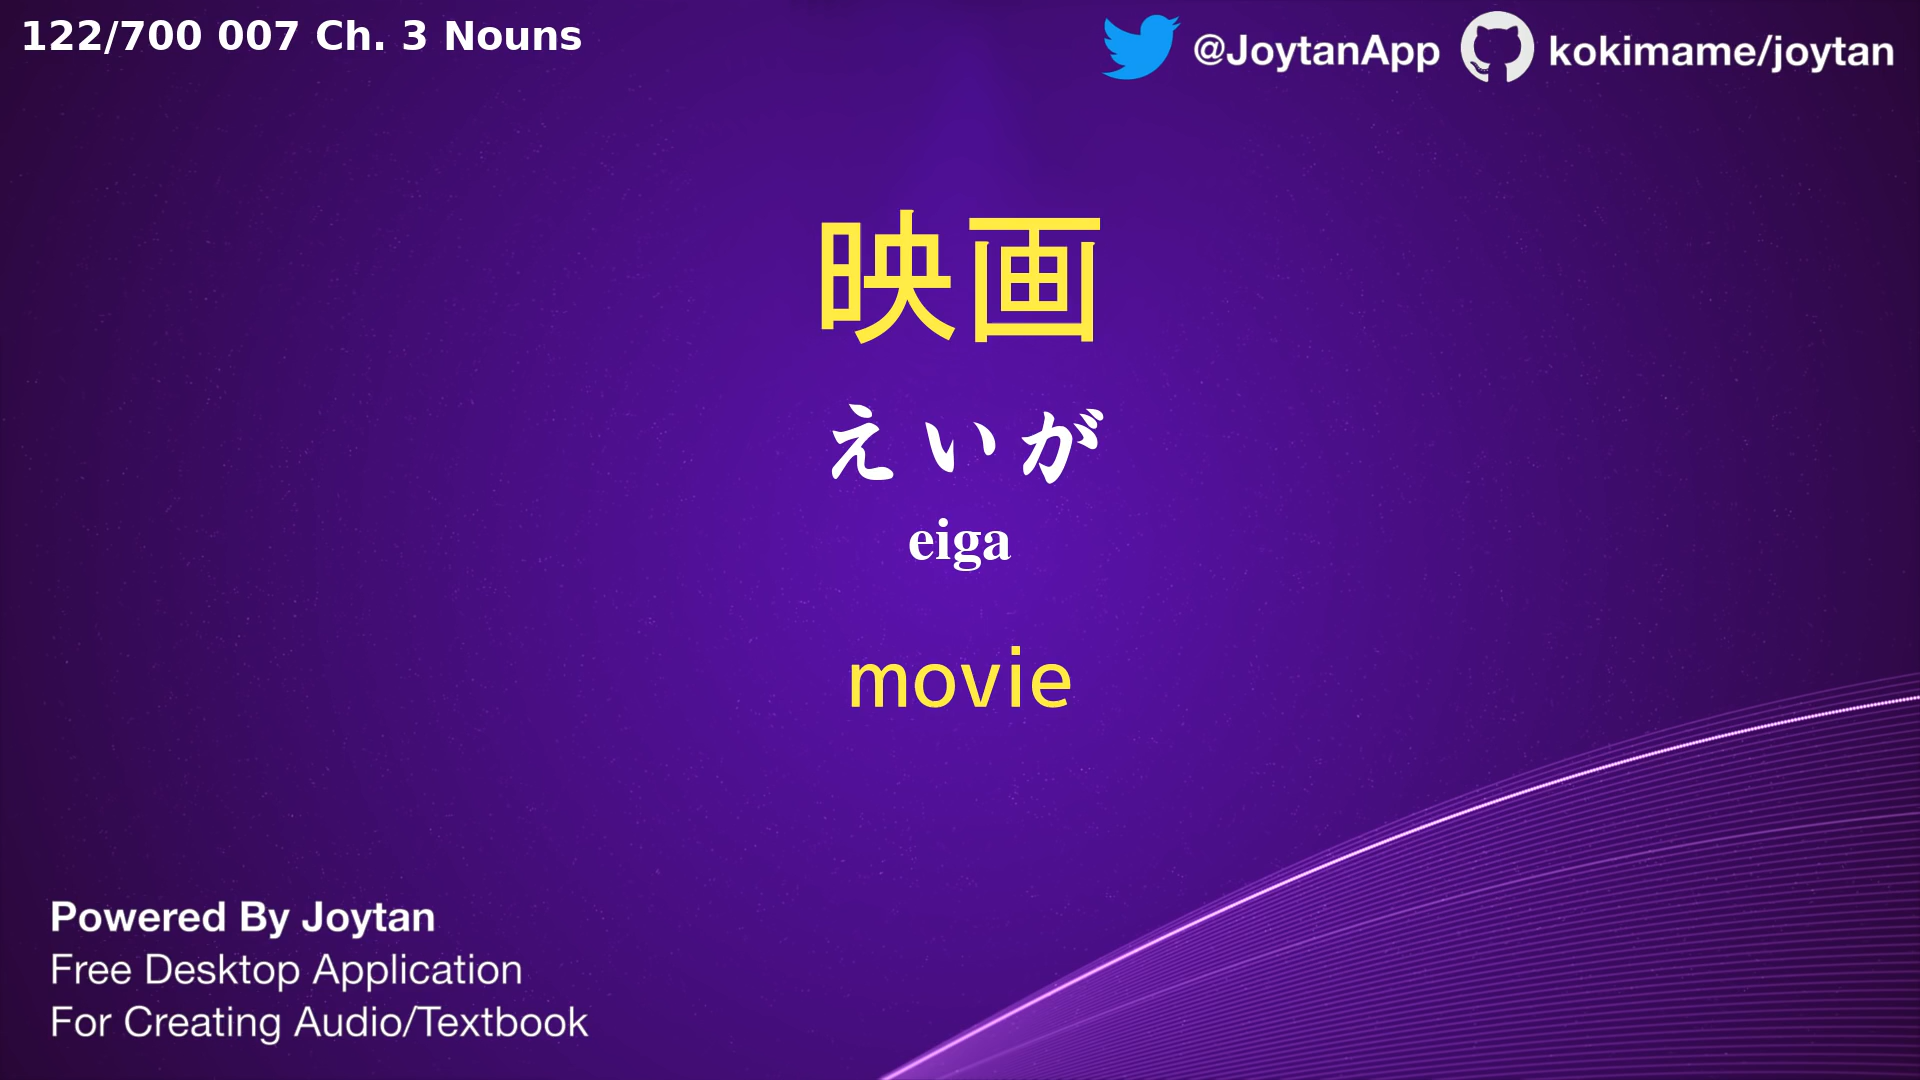 122/700 007 Ch. 3 Nouns
@JoytanApp kokimame/joytan
映画
えいが
eiga
movie
Powered By Joytan
Free Desktop Application
For Creating Audio/Textbook